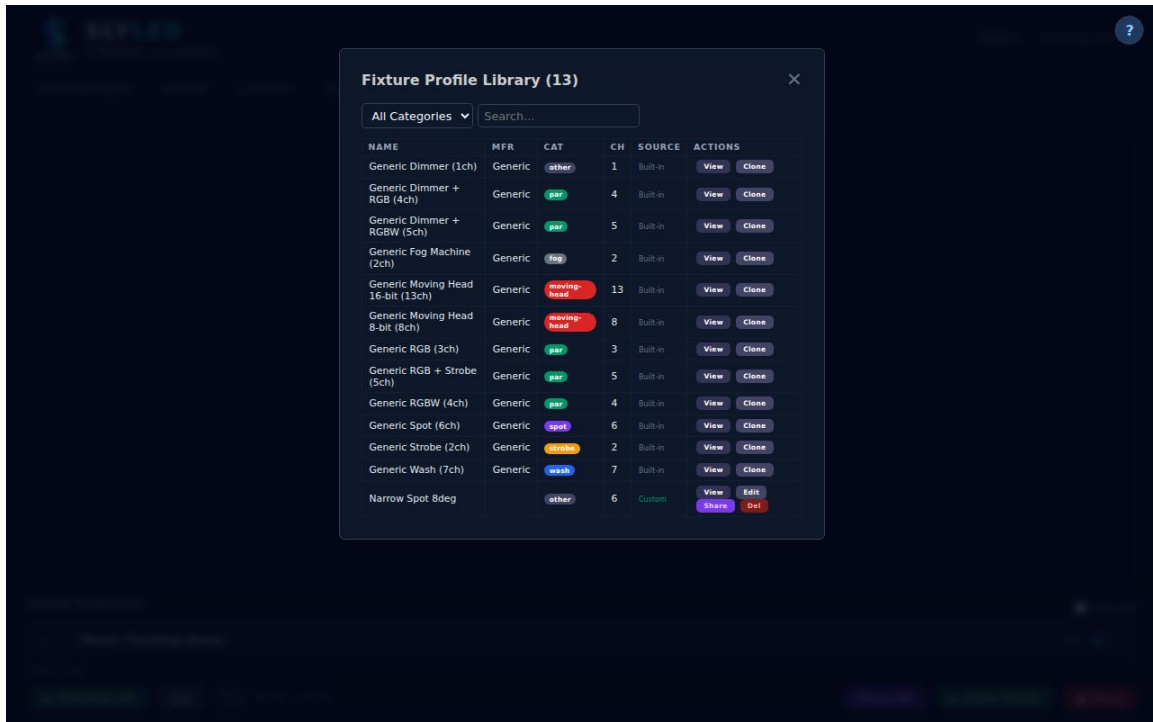 SLYLED
?
Fixture Profile Library (13)
✕
All Categories
Search...
NAME MFR CAT CH SOURCE ACTIONS
Generic Dimmer (1ch) Generic other 1 Built-in View Clone
Generic Dimmer +
RGB (4ch) Generic par 4 Built-in View Clone
Generic Dimmer +
RGBW (5ch) Generic par 5 Built-in View Clone
Generic Fog Machine
(2ch) Generic fog 2 Built-in View Clone
Generic Moving Head
16-bit (13ch) Generic moving-
head 13 Built-in View Clone
Generic Moving Head
8-bit (8ch) Generic moving-
head 8 Built-in View Clone
Generic RGB (3ch) Generic par 3 Built-in View Clone
Generic RGB + Strobe
(5ch) Generic par 5 Built-in View Clone
Generic RGBW (4ch) Generic par 4 Built-in View Clone
Generic Spot (6ch) Generic spot 6 Built-in View Clone
Generic Strobe (2ch) Generic strobe 2 Built-in View Clone
Generic Wash (7ch) Generic wash 7 Built-in View Clone
Narrow Spot 8deg other 6 Custom View Edit
Share Del